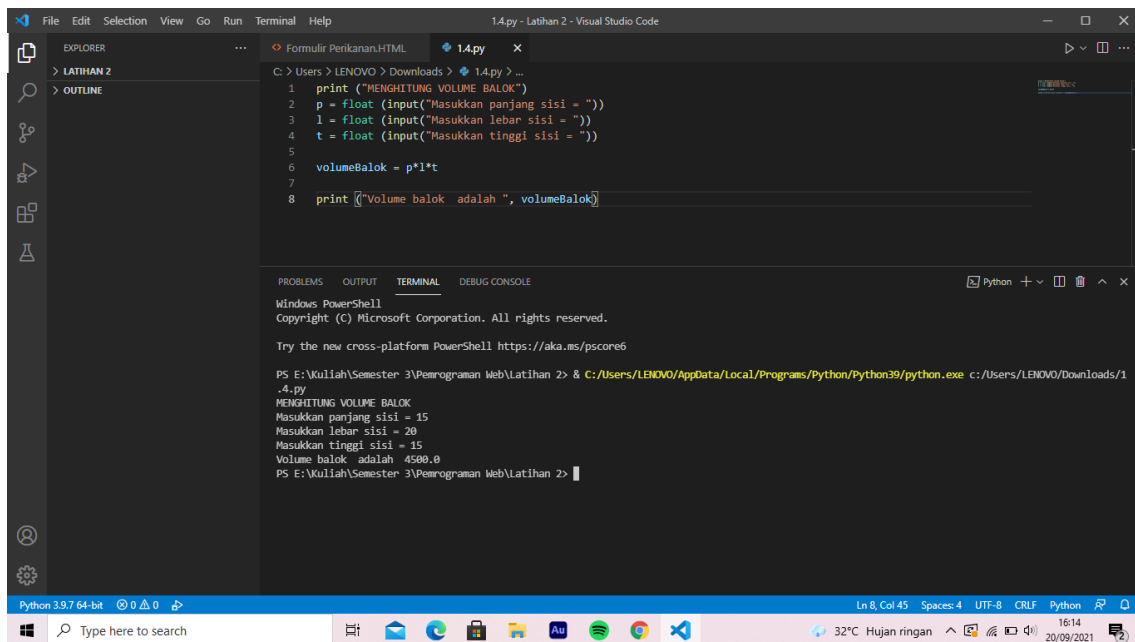 File Edit Selection View Go Run Terminal Help 1.4.py - Latihan 2 - Visual Studio Code
EXPLORER ... Formulir Perikanan.HTML 1.4.py
> LATIHAN 2 C: > Users > LENOVO > Downloads > 1.4.py > ...
> OUTLINE
1 print ("MENGHITUNG VOLUME BALOK")
2 p = float (input("Masukkan panjang sisi = "))
3 l = float (input("Masukkan lebar sisi = "))
4 t = float (input("Masukkan tinggi sisi = "))
5
6 volumeBalok = p*l*t
7
8 print ("Volume balok  adalah ", volumeBalok)
PROBLEMS OUTPUT TERMINAL DEBUG CONSOLE Python
Windows PowerShell
Copyright (C) Microsoft Corporation. All rights reserved.
Try the new cross-platform PowerShell https://aka.ms/pscore6
PS E:\Kuliah\Semester 3\Pemrograman Web\Latihan 2> & C:/Users/LENOVO/AppData/Local/Programs/Python/Python39/python.exe c:/Users/LENOVO/Downloads/1
.4.py
MENGHITUNG VOLUME BALOK
Masukkan panjang sisi = 15
Masukkan lebar sisi = 20
Masukkan tinggi sisi = 15
Volume balok  adalah  4500.0
PS E:\Kuliah\Semester 3\Pemrograman Web\Latihan 2>
Python 3.9.7 64-bit 0 0 Ln 8, Col 45 Spaces: 4 UTF-8 CRLF Python
Type here to search Au 32°C Hujan ringan 16:14
20/09/2021